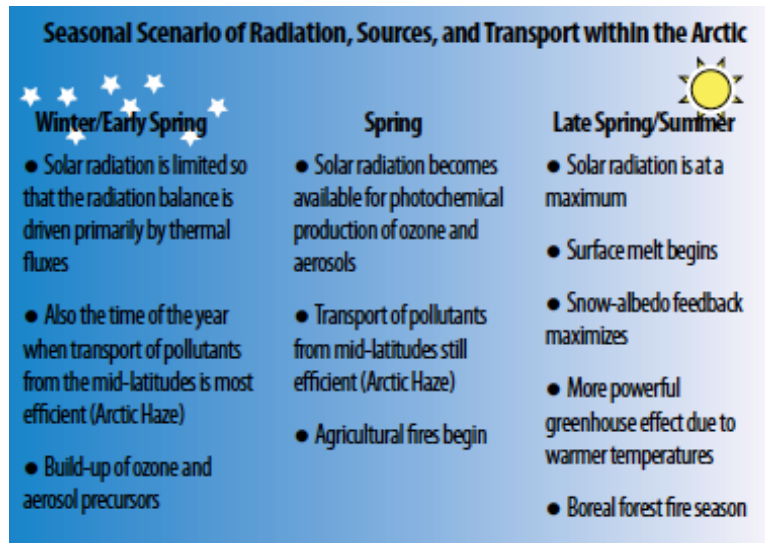 Seasonal Scenario of Radiation, Sources, and Transport within the Arctic
Winter/Early Spring
● Solar radiation is limited so
that the radiation balance is
driven primarily by thermal
fluxes
● Also the time of the year
when transport of pollutants
from the mid-latitudes is most
efficient (Arctic Haze)
● Build-up of ozone and
aerosol precursors
Spring
● Solar radiation becomes
available for photochemical
production of ozone and
aerosols
● Transport of pollutants
from mid-latitudes still
efficient (Arctic Haze)
● Agricultural fires begin
Late Spring/Summer
● Solar radiation is at a
maximum
● Surface melt begins
● Snow-albedo feedback
maximizes
● More powerful
greenhouse effect due to
warmer temperatures
● Boreal forest fire season